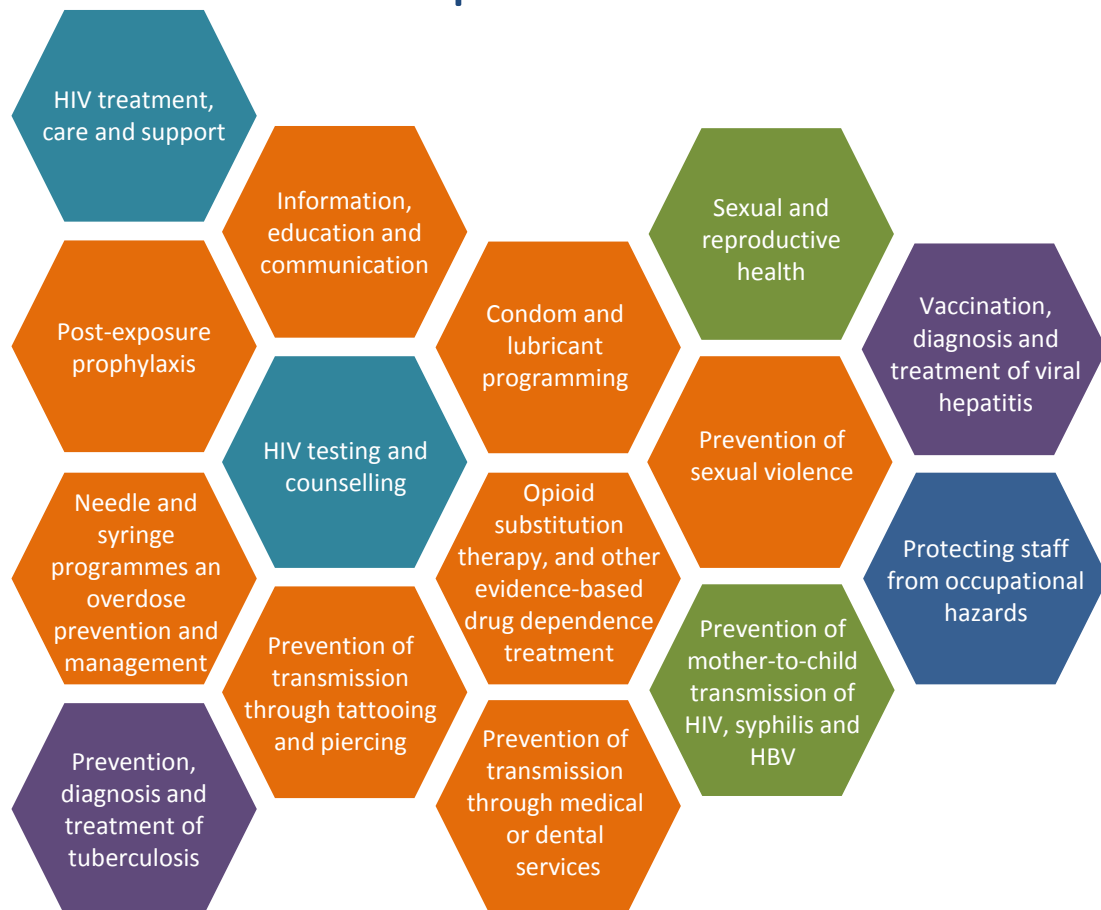 HIV treatment,
care and support
Information,
education and
communication
Sexual and
reproductive
health
Post-exposure
prophylaxis
Condom and
lubricant
programming
Vaccination,
diagnosis and
treatment of viral
hepatitis
HIV testing and
counselling
Prevention of
sexual violence
Needle and
syringe
programmes an
overdose
prevention and
management
Opioid
substitution
therapy, and other
evidence-based
drug dependence
treatment
Protecting staff
from occupational
hazards
Prevention of
transmission
through tattooing
and piercing
Prevention of
mother-to-child
transmission of
HIV, syphilis and
HBV
Prevention,
diagnosis and
treatment of
tuberculosis
Prevention of
transmission
through medical
or dental
services